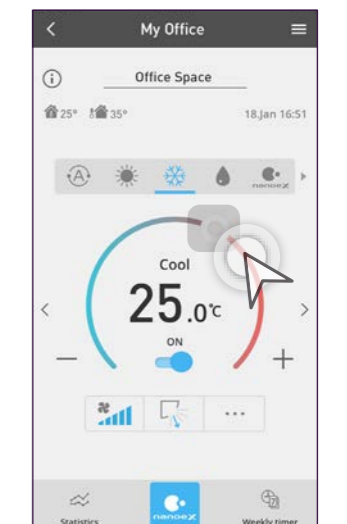 My Office
Office Space
25° 35° 18.Jan 16:51
A
nanoeX
Cool
25.0℃
ON
nanoeX
Statistics
Weekly timer